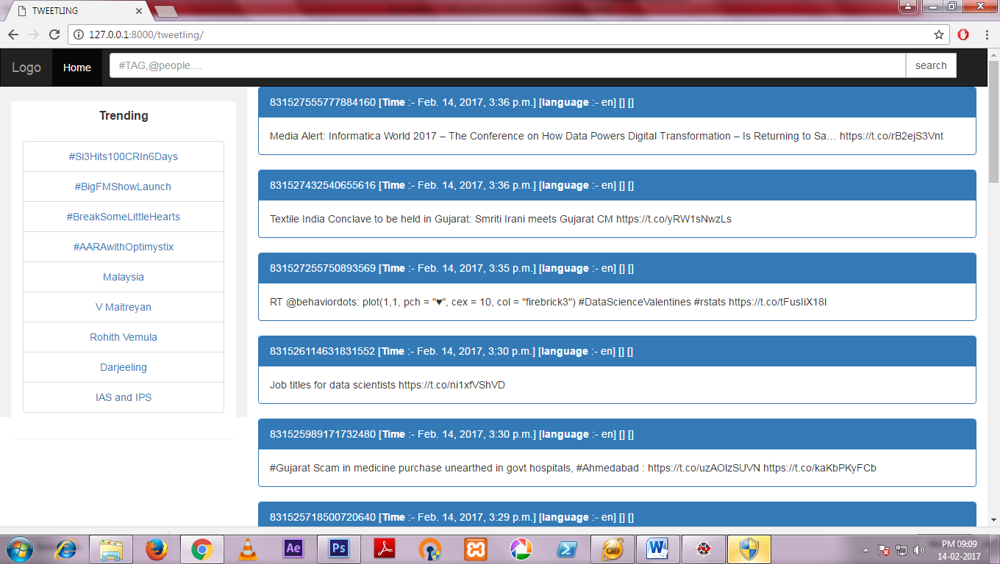 TWEETLING
127.0.0.1:8000/tweetling/
Logo Home #TAG,@people.... search
Trending
#Si3Hits100CRIn6Days
#BigFMShowLaunch
#BreakSomeLittleHearts
#AARAwithOptimystix
Malaysia
V Maitreyan
Rohith Vemula
Darjeeling
IAS and IPS
831527555777884160 [Time :- Feb. 14, 2017, 3:36 p.m.] [language :- en] [] []
Media Alert: Informatica World 2017 – The Conference on How Data Powers Digital Transformation – Is Returning to Sa… https://t.co/rB2ejS3Vnt
831527432540655616 [Time :- Feb. 14, 2017, 3:36 p.m.] [language :- en] [] []
Textile India Conclave to be held in Gujarat: Smriti Irani meets Gujarat CM https://t.co/yRW1sNwzLs
831527255750893569 [Time :- Feb. 14, 2017, 3:35 p.m.] [language :- en] [] []
RT @behaviordots: plot(1,1, pch = "♥", cex = 10, col = "firebrick3") #DataScienceValentines #rstats
831526114631831552 [Time :- Feb. 14, 2017, 3:30 p.m.] [language :- en] [] []
Job titles for data scientists https://t.co/ni1xfVShVD
831525989171732480 [Time :- Feb. 14, 2017, 3:30 p.m.] [language :- en] [] []
#Gujarat Scam in medicine purchase unearthed in govt hospitals, #Ahmedabad : https://t.co/kaKbPKyFCb
831525718500720640 [Time :- Feb. 14, 2017, 3:29 p.m.] [language :- en] [] []
Ae Ps W
PM 09:09
14-02-2017